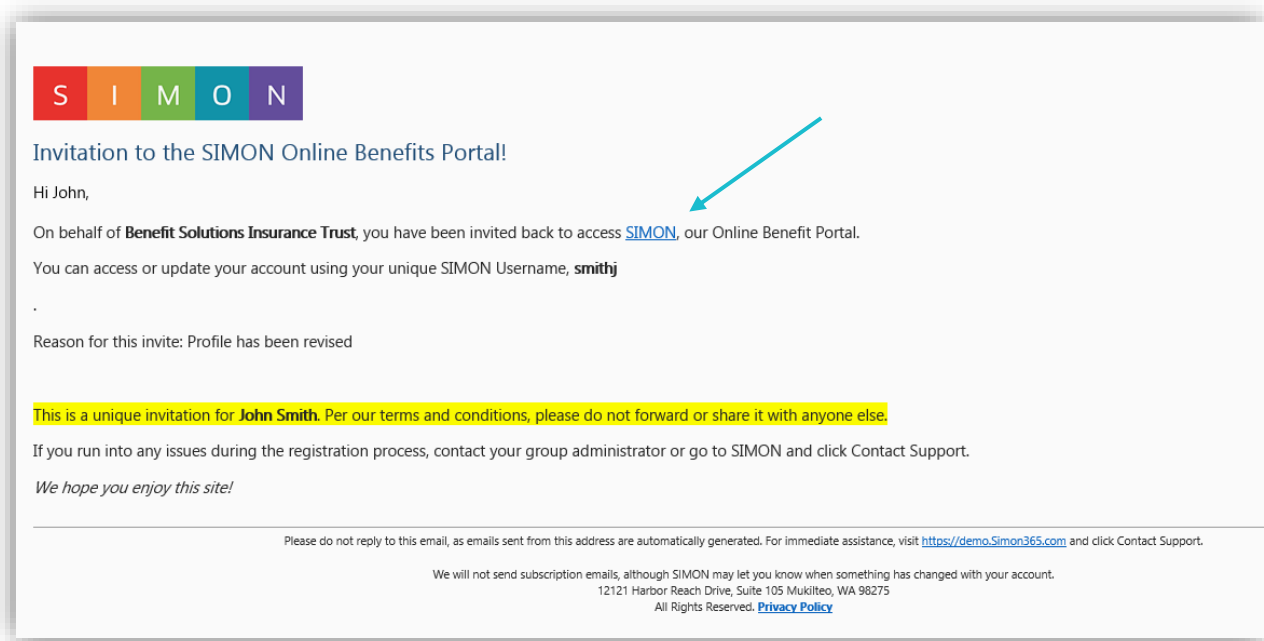 S I M O N
Invitation to the SIMON Online Benefits Portal!
Hi John,
On behalf of Benefit Solutions Insurance Trust, you have been invited back to access SIMON, our Online Benefit Portal.
You can access or update your account using your unique SIMON Username, smithj
.
Reason for this invite: Profile has been revised
This is a unique invitation for John Smith. Per our terms and conditions, please do not forward or share it with anyone else.
If you run into any issues during the registration process, contact your group administrator or go to SIMON and click Contact Support.
We hope you enjoy this site!
Please do not reply to this email, as emails sent from this address are automatically generated. For immediate assistance, visit https://demo.Simon365.com and click Contact Support.
We will not send subscription emails, although SIMON may let you know when something has changed with your account.
12121 Harbor Reach Drive, Suite 105 Mukilteo, WA 98275
All Rights Reserved. Privacy Policy